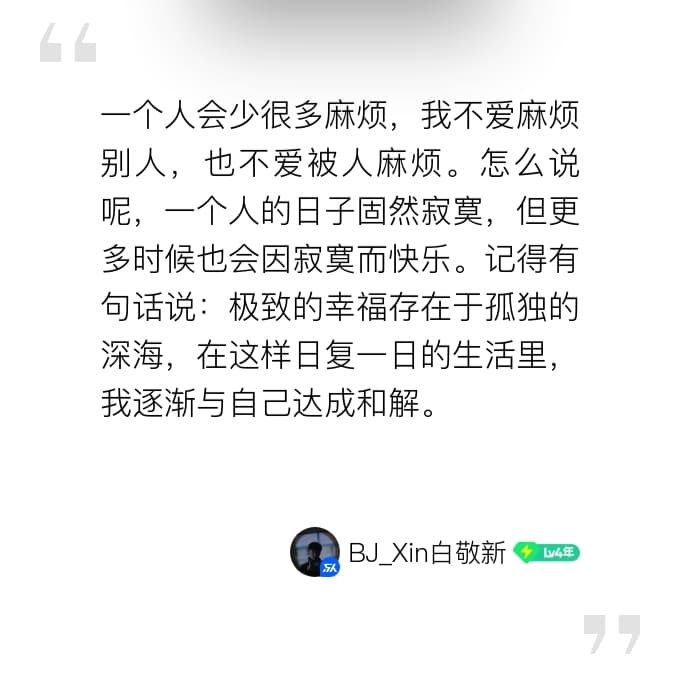 一个人会少很多麻烦，我不爱麻烦
别人，也不爱被人麻烦。怎么说
呢，一个人的日子固然寂寞，但更
多时候也会因寂寞而快乐。记得有
句话说：极致的幸福存在于孤独的
深海，在这样日复一日的生活里，
我逐渐与自己达成和解。
BJ_Xin白敬新 Lv4年